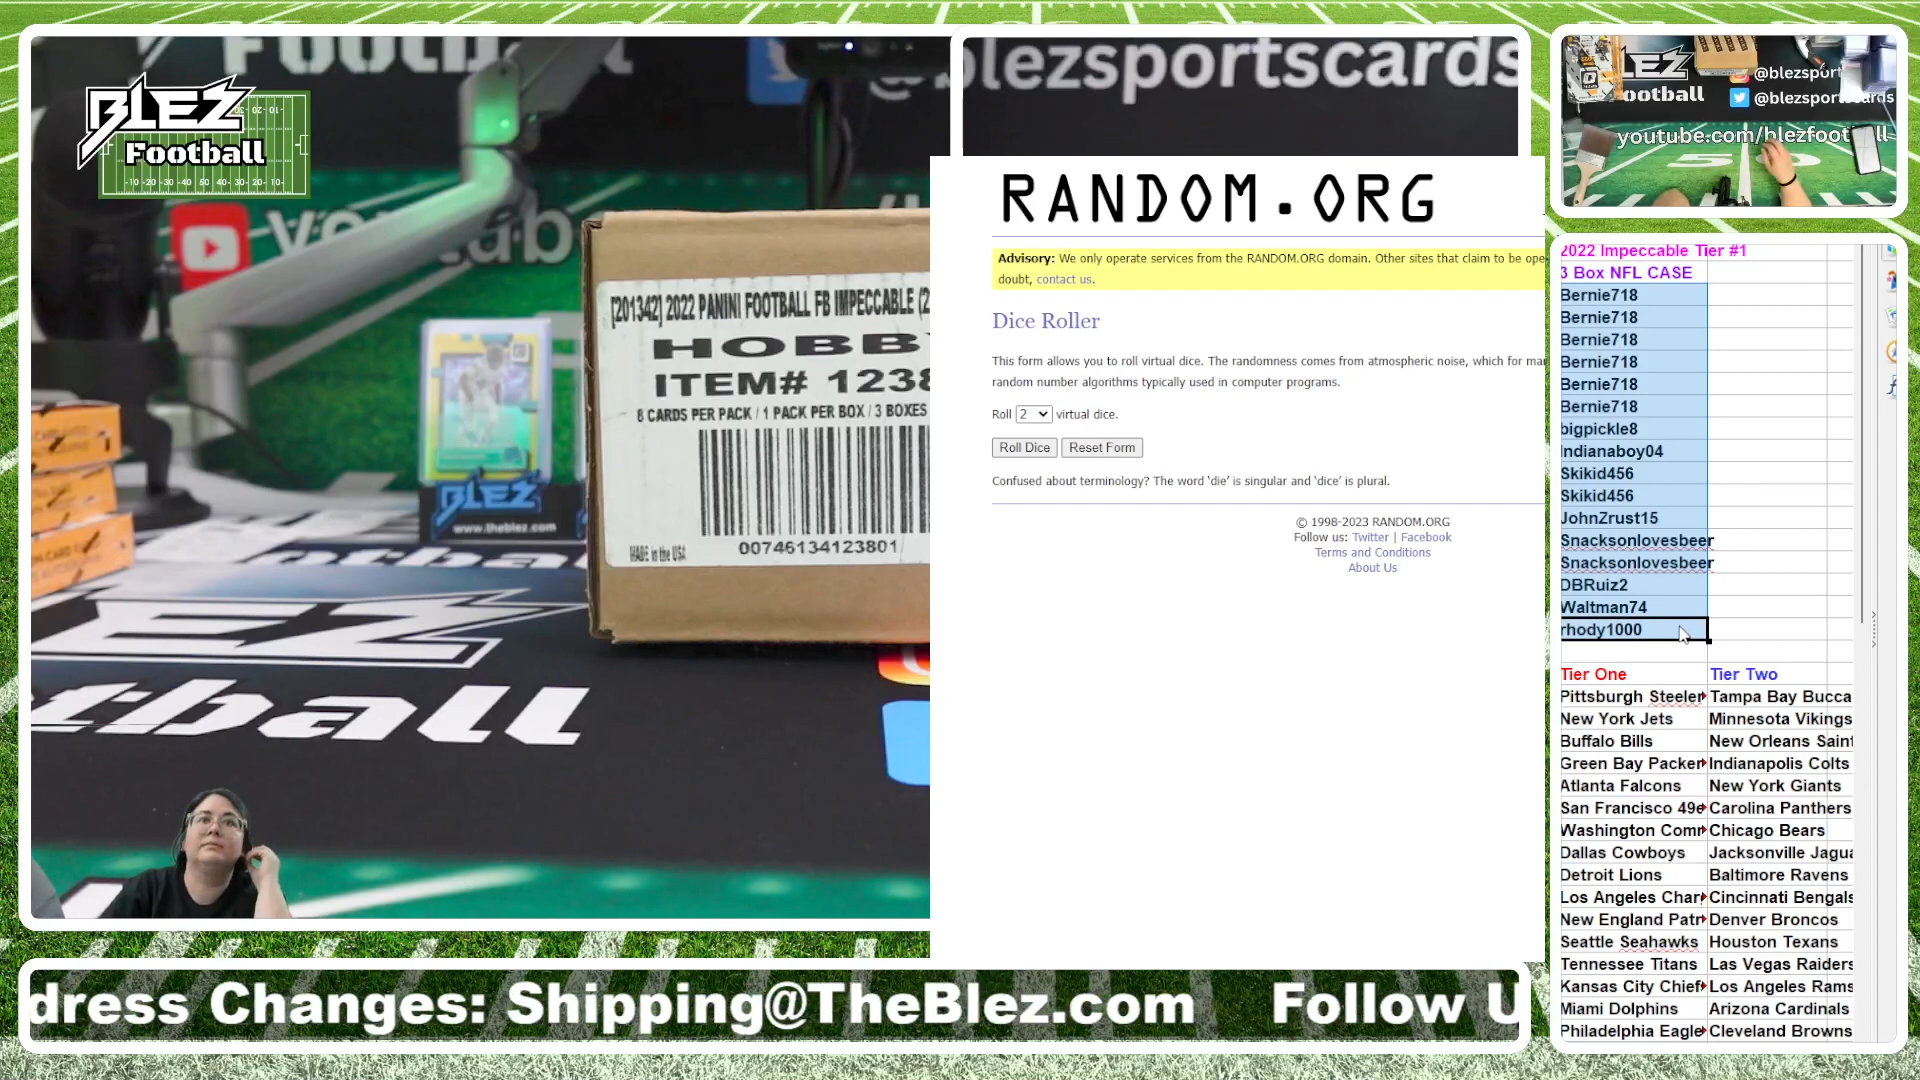 Football
@blezsportscards
BLEZ
Football
[201342] 2022 PANINI FOOTBALL FB IMPECCABLE
HOBB
ITEM# 1238
8 CARDS PER PACK / 1 PACK PER BOX / 3 BOXES
MADE in the USA
00746134123801
BLEZ
www.theblez.com
RANDOM.ORG
Advisory: We only operate services from the RANDOM.ORG domain. Other sites that claim to be ope
doubt, contact us.
Dice Roller
This form allows you to roll virtual dice. The randomness comes from atmospheric noise, which for ma
random number algorithms typically used in computer programs.
Roll 2 virtual dice.
Roll Dice Reset Form
Confused about terminology? The word 'die' is singular and 'dice' is plural.
© 1998-2023 RANDOM.ORG
Follow us: Twitter | Facebook
Terms and Conditions
About Us
@blezsport
@blezsportscards
youtube.com/blezfootball
2022 Impeccable Tier #1
3 Box NFL CASE
Bernie718
Bernie718
Bernie718
Bernie718
Bernie718
Bernie718
bigpickle8
Indianaboy04
Skikid456
Skikid456
JohnZrust15
Snacksonlovesbeer
Snacksonlovesbeer
DBRuiz2
Waltman74
rhody1000
Tier One Tier Two
Pittsburgh Steeler Tampa Bay Bucca
New York Jets Minnesota Vikings
Buffalo Bills New Orleans Saint
Green Bay Packer Indianapolis Colts
Atlanta Falcons New York Giants
San Francisco 49e Carolina Panthers
Washington Comm Chicago Bears
Dallas Cowboys Jacksonville Jagua
Detroit Lions Baltimore Ravens
Los Angeles Char Cincinnati Bengals
New England Patr Denver Broncos
Seattle Seahawks Houston Texans
Tennessee Titans Las Vegas Raiders
Kansas City Chief Los Angeles Rams
Miami Dolphins Arizona Cardinals
Philadelphia Eagle Cleveland Browns
dress Changes: Shipping@TheBlez.com Follow U